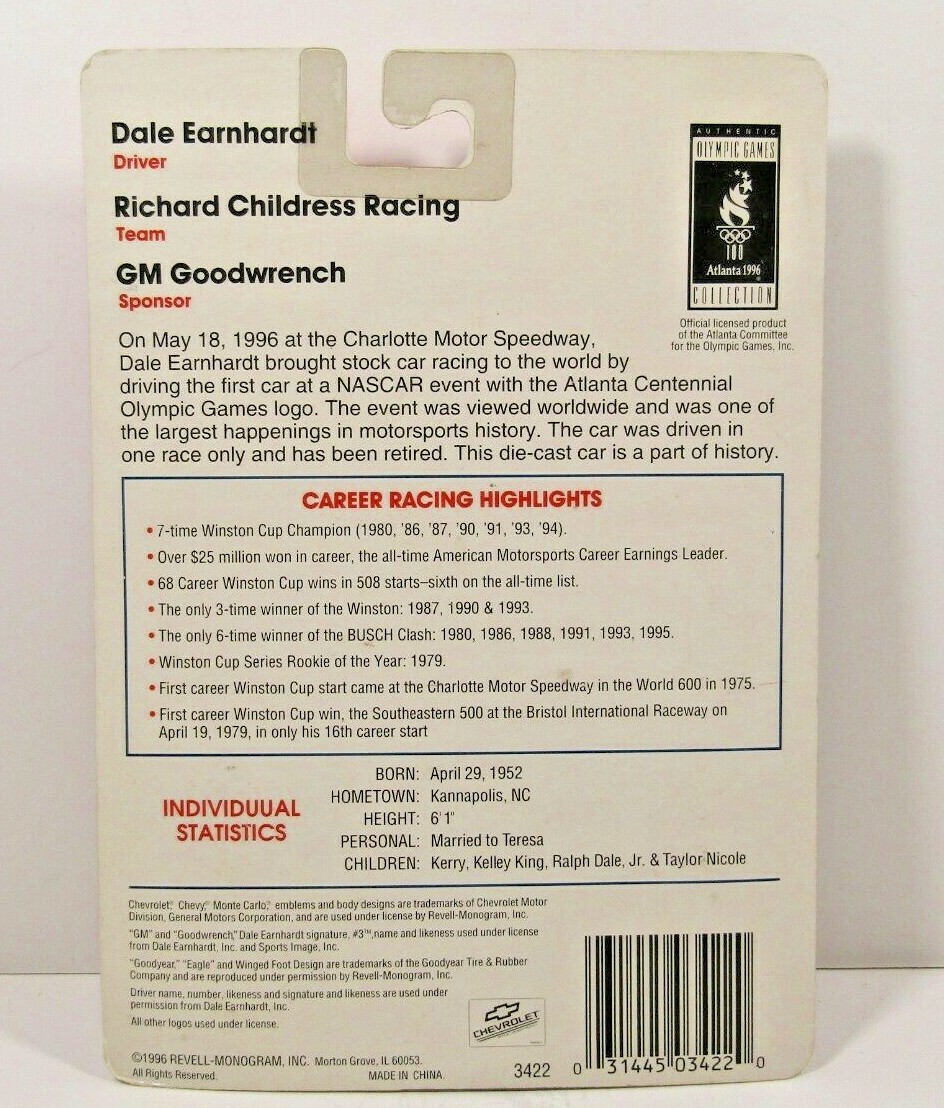 Dale Earnhardt
Driver
Richard Childress Racing
Team
GM Goodwrench
Sponsor
AUTHENTIC
OLYMPIC GAMES
100
Atlanta 1996
COLLECTION
Official licensed product
of the Atlanta Committee
for the Olympic Games, Inc.
On May 18, 1996 at the Charlotte Motor Speedway,
Dale Earnhardt brought stock car racing to the world by
driving the first car at a NASCAR event with the Atlanta Centennial
Olympic Games logo. The event was viewed worldwide and was one of
the largest happenings in motorsports history. The car was driven in
one race only and has been retired. This die-cast car is a part of history.
CAREER RACING HIGHLIGHTS
• 7-time Winston Cup Champion (1980, '86, '87, '90, '91, '93, '94).
• Over $25 million won in career, the all-time American Motorsports Career Earnings Leader.
• 68 Career Winston Cup wins in 508 starts–sixth on the all-time list.
• The only 3-time winner of the Winston: 1987, 1990 & 1993.
• The only 6-time winner of the BUSCH Clash: 1980, 1986, 1988, 1991, 1993, 1995.
• Winston Cup Series Rookie of the Year: 1979.
• First career Winston Cup start came at the Charlotte Motor Speedway in the World 600 in 1975.
• First career Winston Cup win, the Southeastern 500 at the Bristol International Raceway on
April 19, 1979, in only his 16th career start
INDIVIDUUAL
STATISTICS
BORN: April 29, 1952
HOMETOWN: Kannapolis, NC
HEIGHT: 6'1"
PERSONAL: Married to Teresa
CHILDREN: Kerry, Kelley King, Ralph Dale, Jr. & Taylor Nicole
Chevrolet,® Chevy,® Monte Carlo,® emblems and body designs are trademarks of Chevrolet Motor
Division, General Motors Corporation, and are used under license by Revell-Monogram, Inc.
"GM" and "Goodwrench," Dale Earnhardt signature, #3™, name and likeness used under license
from Dale Earnhardt, Inc. and Sports Image, Inc.
"Goodyear," "Eagle" and Winged Foot Design are trademarks of the Goodyear Tire & Rubber
Company and are reproduced under permission by Revell-Monogram, Inc.
Driver name, number, likeness and signature and likeness are used under
permission from Dale Earnhardt, Inc.
All other logos used under license.
CHEVROLET
©1996 REVELL-MONOGRAM, INC. Morton Grove, IL 60053.
All Rights Reserved. MADE IN CHINA.
3422
0 31445 03422 0